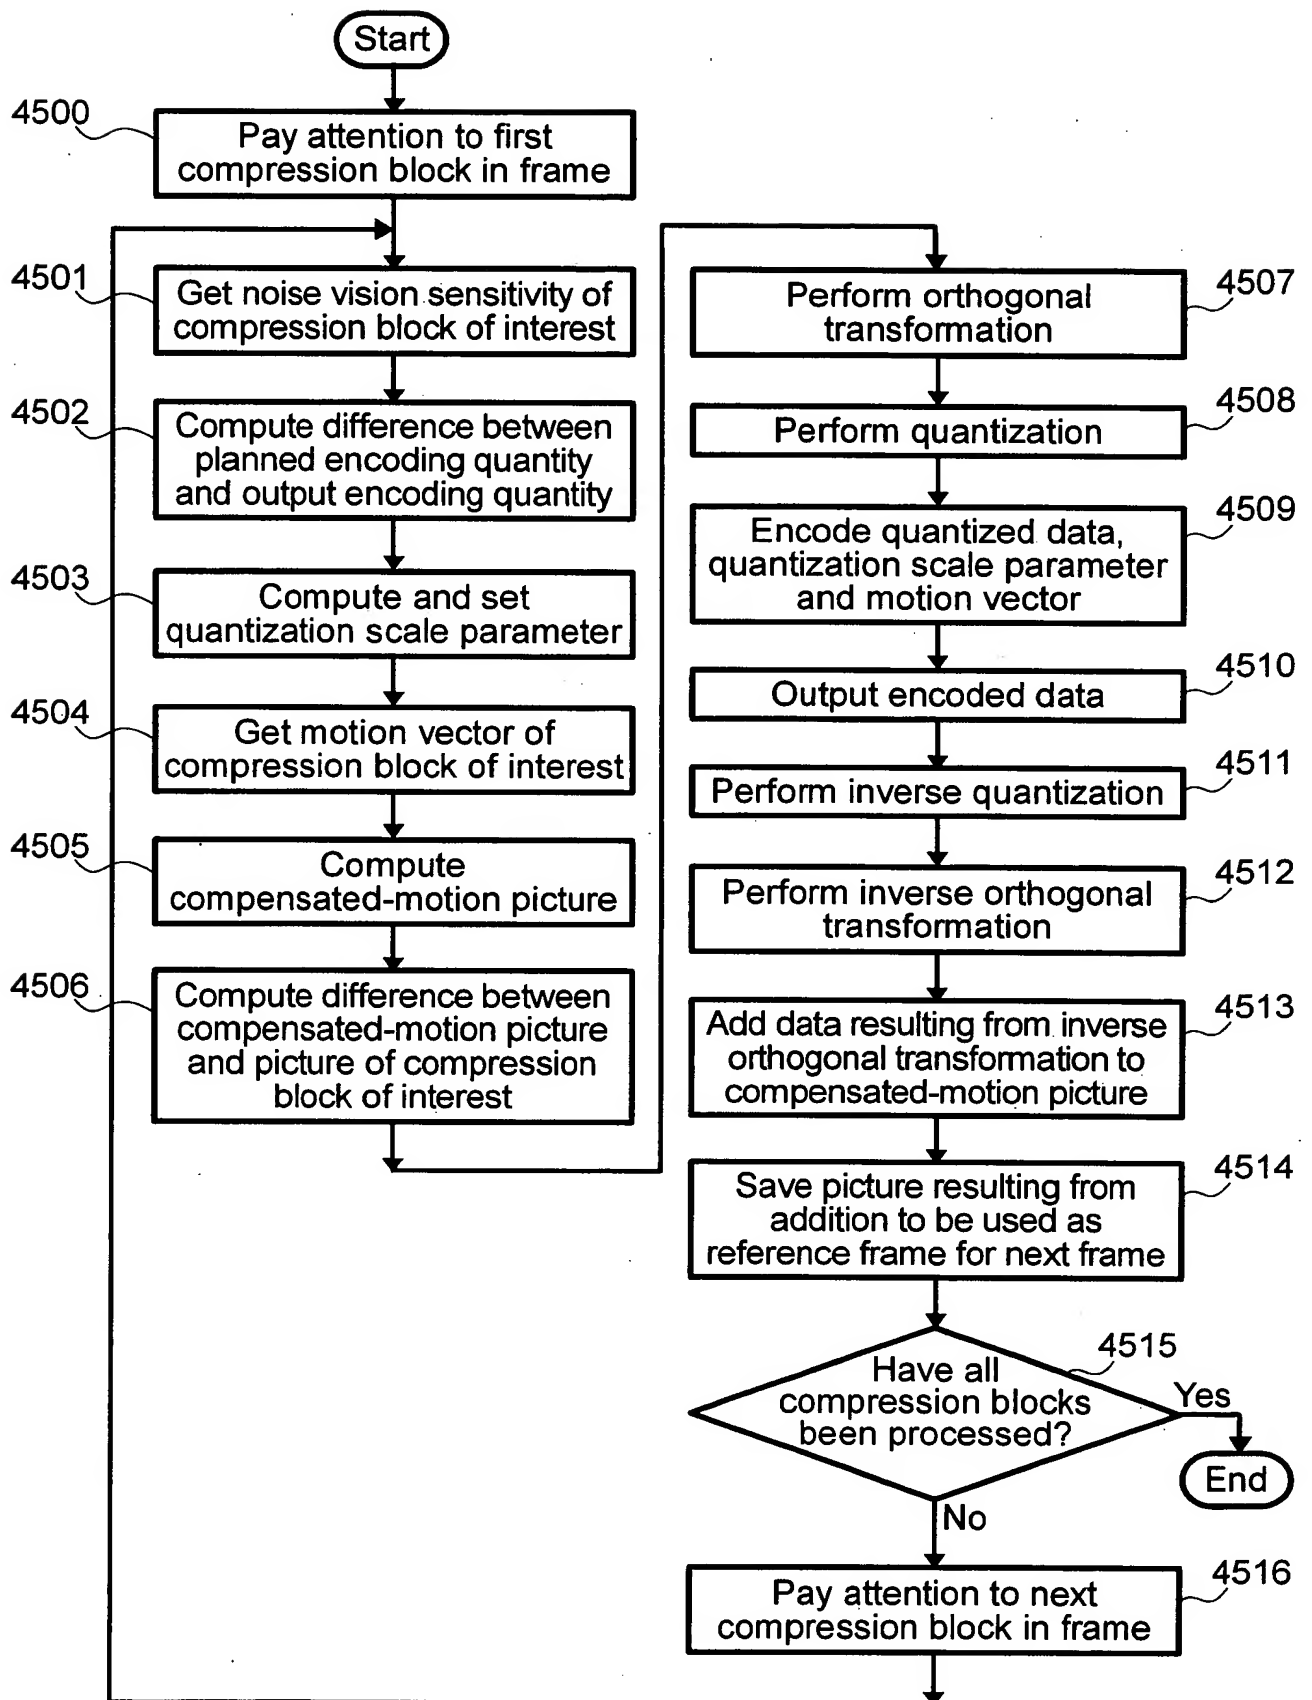 Start
4500
Pay attention to first
compression block in frame
4501
Get noise vision sensitivity of
compression block of interest
4502
Compute difference between
planned encoding quantity
and output encoding quantity
4503
Compute and set
quantization scale parameter
4504
Get motion vector of
compression block of interest
4505
Compute
compensated-motion picture
4506
Compute difference between
compensated-motion picture
and picture of compression
block of interest
4507
Perform orthogonal
transformation
4508
Perform quantization
4509
Encode quantized data,
quantization scale parameter
and motion vector
4510
Output encoded data
4511
Perform inverse quantization
4512
Perform inverse orthogonal
transformation
4513
Add data resulting from inverse
orthogonal transformation to
compensated-motion picture
4514
Save picture resulting from
addition to be used as
reference frame for next frame
4515
Have all
compression blocks
been processed?
Yes
End
No
4516
Pay attention to next
compression block in frame